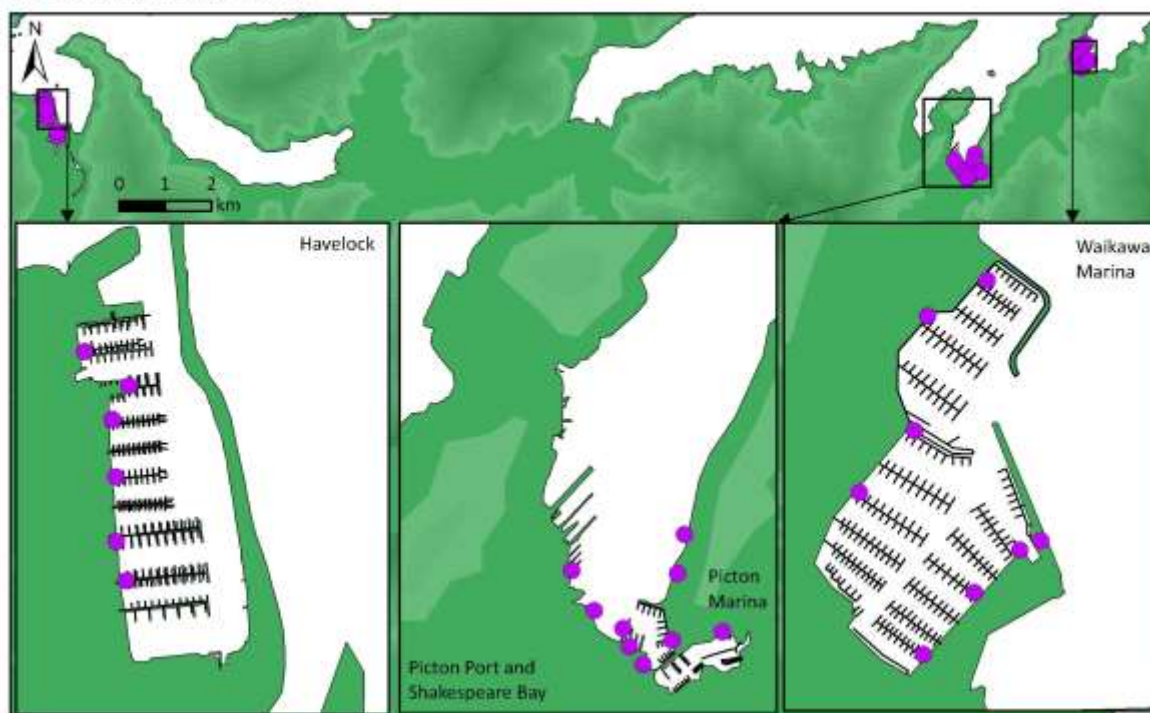 N
0 1 2
km
Havelock
Waikawa
Marina
Picton
Marina
Picton Port and
Shakespeare Bay